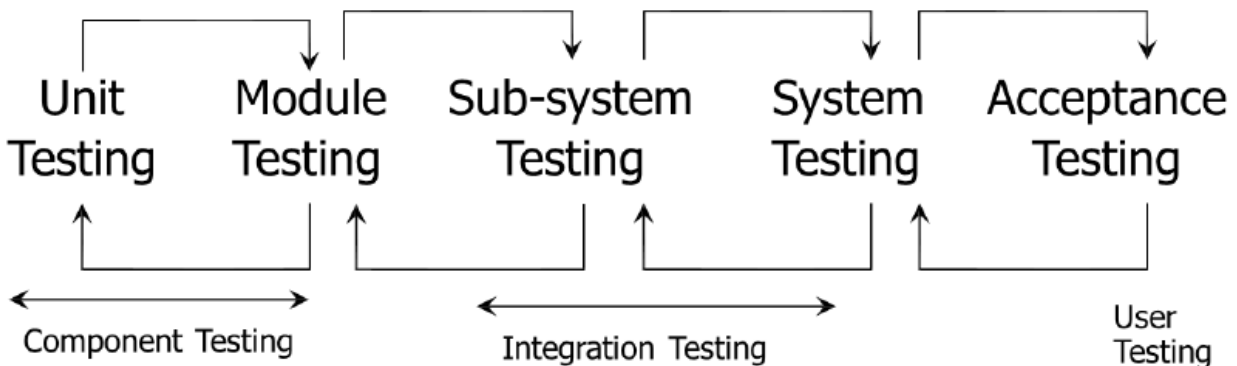 Unit Testing
Module Testing
Sub-system Testing
System Testing
Acceptance Testing
Component Testing
Integration Testing
User Testing